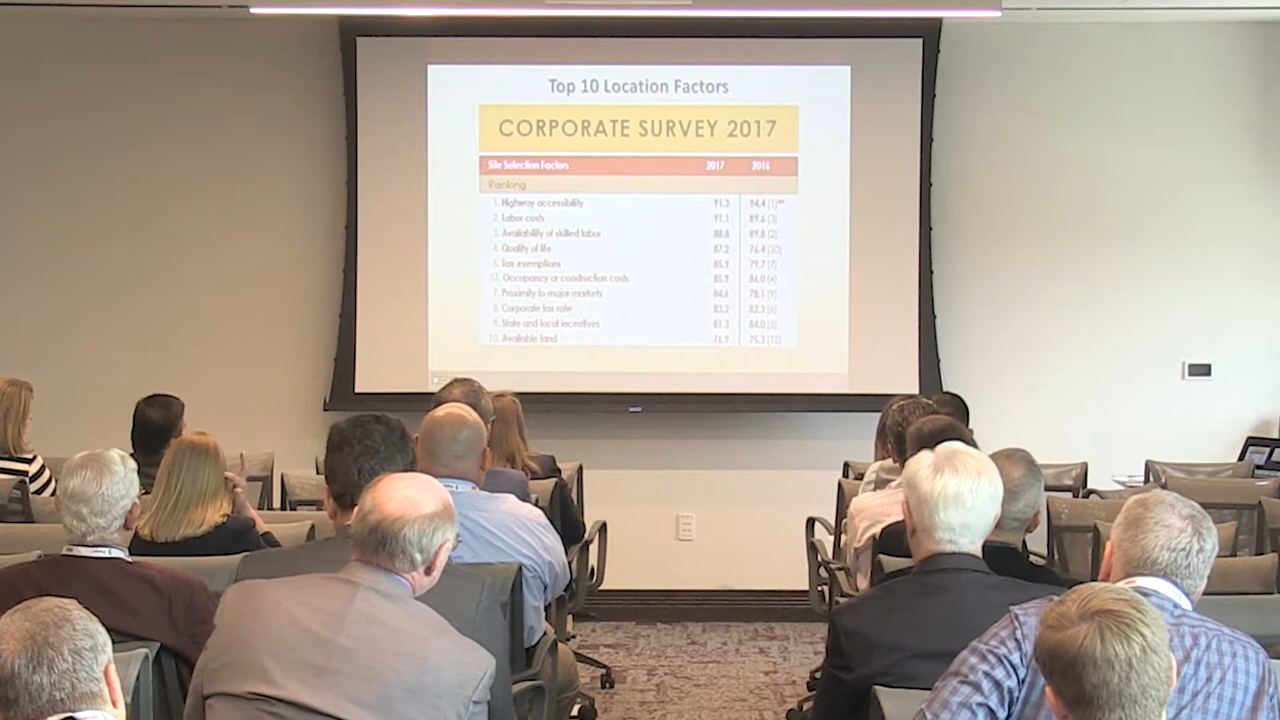 Top 10 Location Factors
CORPORATE SURVEY 2017
Site Selection Factors 2017 2016
Ranking
1. Highway accessibility 91.3 94.4 (1)**
2. Labor costs 91.1 89.6 (3)
3. Availability of skilled labor 88.8 89.8 (2)
4. Quality of life 87.2 76.4 (10)
5. Tax exemptions 85.9 79.7 (7)
Occupancy or construction costs 85.9 86.0 (4)
7. Proximity to major markets 84.6 78.1 (9)
8. Corporate tax rate 83.2 82.3 (6)
9. State and local incentives 81.3 84.0 (5)
10. Available land 76.9 75.3 (12)